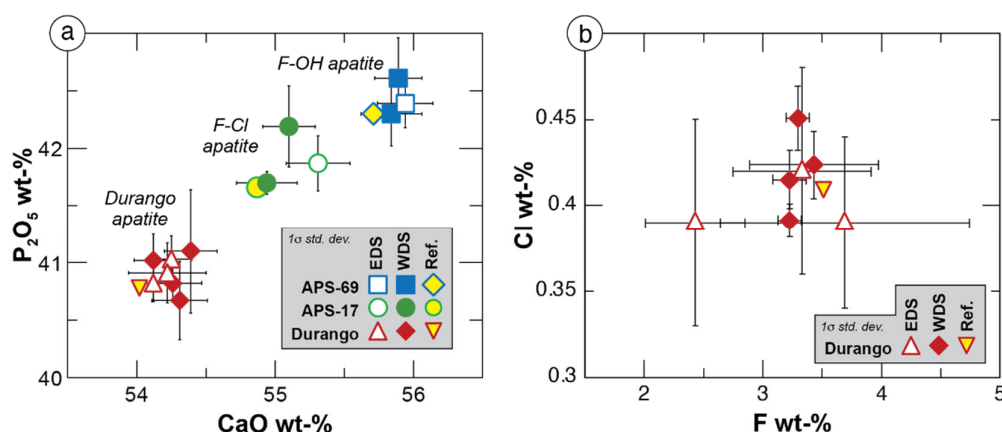 a
F-OH apatite
F-Cl
apatite
Durango
apatite
P₂O₅ wt-%
43
42
41
40
54
55
56
CaO wt-%
1σ std. dev.
EDS
WDS
Ref.
APS-69
APS-17
Durango
b
Cl wt-%
0.45
0.4
0.35
0.3
2
3
4
5
F wt-%
1σ std. dev.
EDS
WDS
Ref.
Durango